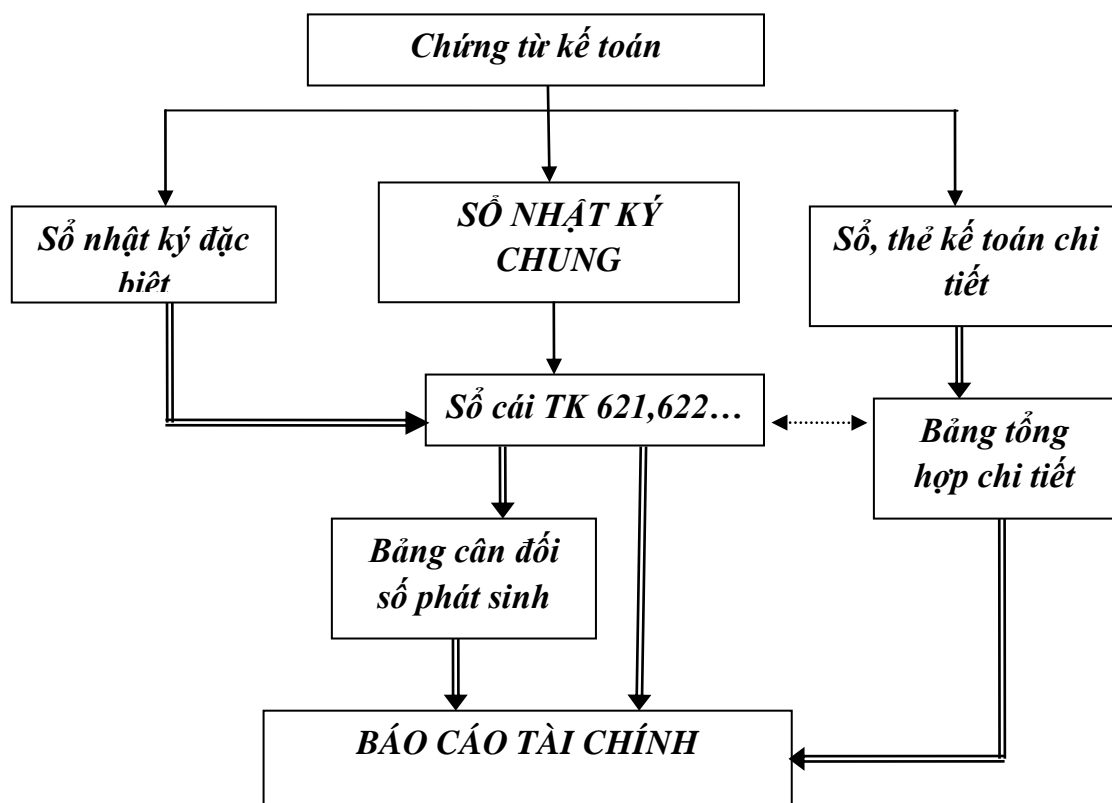 Chứng từ kế toán
Sổ nhật ký đặc
biệt
SỔ NHẬT KÝ
CHUNG
Sổ, thẻ kế toán chi
tiết
Sổ cái TK 621,622…
Bảng tổng
hợp chi tiết
Bảng cân đối
số phát sinh
BÁO CÁO TÀI CHÍNH